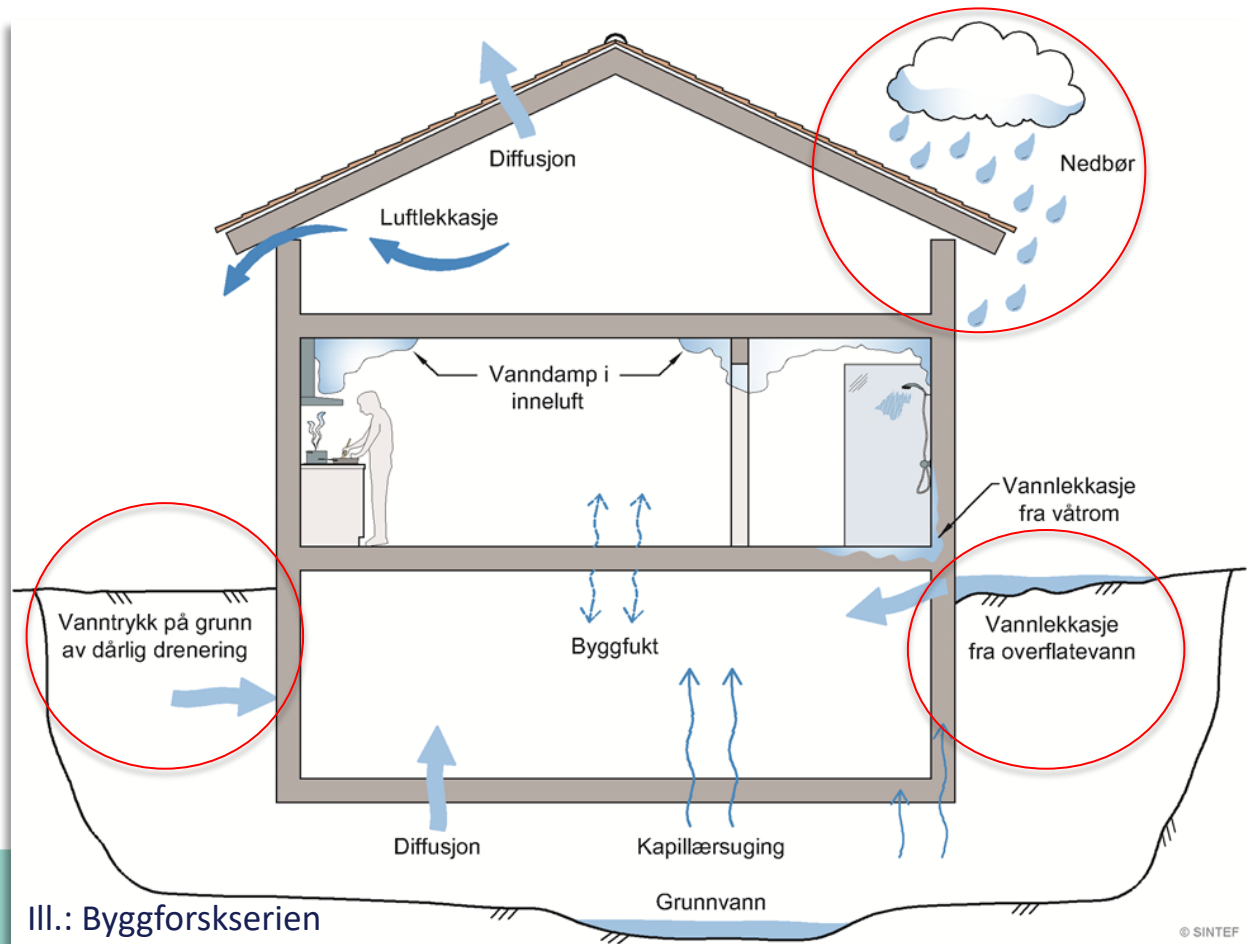 Diffusjon
Nedbør
Luftlekkasje
Vanndamp i
inneluft
Vannlekkasje
fra våtrom
Vanntrykk på grunn
av dårlig drenering
Byggfukt
Vannlekkasje
fra overflatevann
Diffusjon
Kapillærsuging
Grunnvann
Ill.: Byggforskserien
© SINTEF